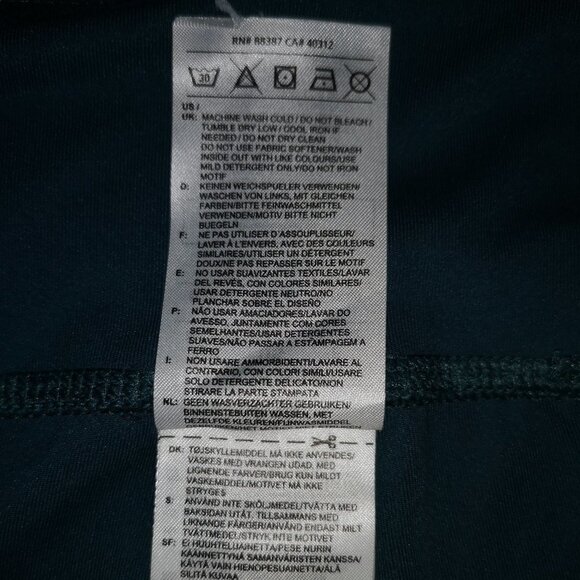 RN# 88387 CA# 40312
30
US /
UK: MACHINE WASH COLD / DO NOT BLEACH /
TUMBLE DRY LOW / COOL IRON IF
NEEDED / DO NOT DRY CLEAN
DO NOT USE FABRIC SOFTENER/WASH
INSIDE OUT WITH LIKE COLOURS/USE
MILD DETERGENT ONLY/DO NOT IRON
MOTIF
D: KEINEN WEICHSPUELER VERWENDEN/
WASCHEN VON LINKS, MIT GLEICHEN
FARBEN/BITTE FEINWASCHMITTEL
VERWENDEN/MOTIV BITTE NICHT
BUEGELN
F: NE PAS UTILISER D'ASSOUPLISEUR/
LAVER À L'ENVERS, AVEC DES COULEURS
SIMILAIRES/UTILISER UN DÉTERGENT
DOUX/NE PAS REPASSER SUR LE MOTIF
E: NO USAR SUAVIZANTES TEXTILES/LAVAR
DEL REVÉS, CON COLORES SIMILARES/
USAR DETERGENTE NEUTRO/NO
PLANCHAR SOBRE EL DISEÑO
P: NÃO USAR AMACIADORES/LAVAR DO
AVESSO, JUNTAMENTE COM CORES
SEMELHANTES/USAR DETERGENTES
SUAVES/NÃO PASSAR A ESTAMPAGEM A
FERRO
I: NON USARE AMMORBIDENTI/LAVARE AL
CONTRARIO, CON COLORI SIMILI/USARE
SOLO DETERGENTE DELICATO/NON
STIRARE LA PARTE STAMPATA
NL: GEEN WASVERZACHTER GEBRUIKEN/
BINNENSTEBUITEN WASSEN, MET
DEZELFDE KLEUREN/FIJNWASMIDDEL
DK: TØJSKYLLEMIDDEL MÅ IKKE ANVENDES/
VASKES MED VRANGEN UDAD, MED
LIGNENDE FARVER/BRUG KUN MILDT
VASKEMIDDEL/MOTIVET MÅ IKKE
STRYGES
S: ANVÄND INTE SKÖLJMEDEL/TVÄTTA MED
BAKSIDAN UTÅT, TILLSAMMANS MED
LIKNANDE FÄRGER/ANVÄND ENDAST MILT
TVÄTTMEDEL/STRYK INTE MOTIVET
SF: EI HUUHTELUAINETTA/PESE NURIN
KÄÄNNETTYNÄ SAMANVÄRISTEN KANSSA/
KÄYTÄ VAIN HIENOPESUAINETTA/ÄLÄ
SILITÄ KUVAA